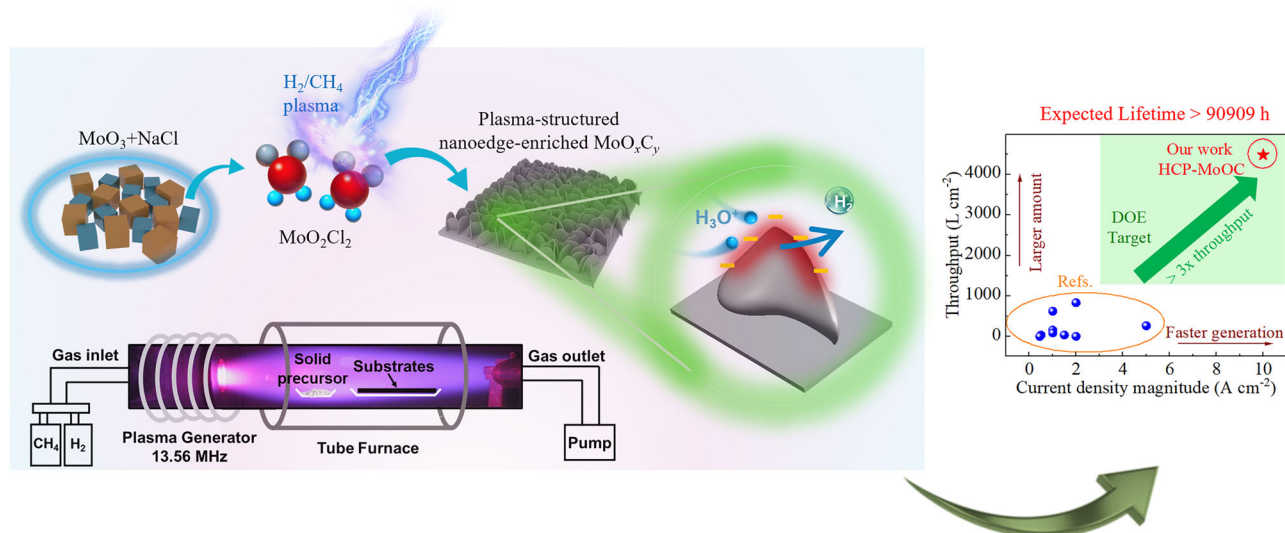 H₂/CH₄
plasma
MoO₃+NaCl
MoO₂Cl₂
Plasma-structured
nanoedge-enriched MoOₓCᵧ
H₃O⁺
H₂
Gas inlet
Solid
precursor
Substrates
Gas outlet
CH₄
H₂
Plasma Generator
13.56 MHz
Tube Furnace
Pump
Expected Lifetime > 90909 h
Throughput (L cm⁻²)
4000
3000
2000
1000
0
Larger amount
Our work
HCP-MoOC
DOE
Target
> 3x throughput
Refs.
Faster generation
0 2 4 6 8 10
Current density magnitude (A cm⁻²)